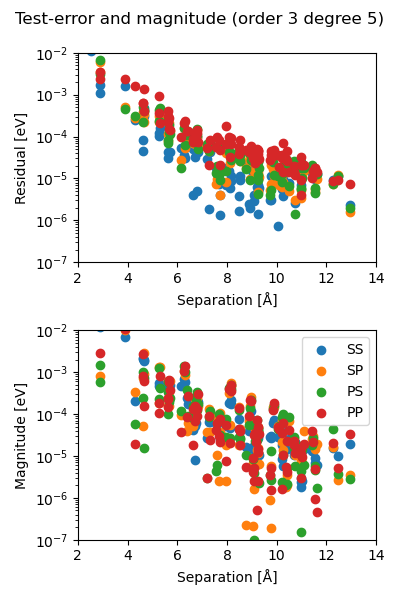 Test-error and magnitude (order 3 degree 5)
10⁻²
10⁻³
10⁻⁴
10⁻⁵
10⁻⁶
10⁻⁷
Residual [eV]
2 4 6 8 10 12 14
Separation [Å]
10⁻²
10⁻³
10⁻⁴
10⁻⁵
10⁻⁶
10⁻⁷
Magnitude [eV]
SS
SP
PS
PP
2 4 6 8 10 12 14
Separation [Å]